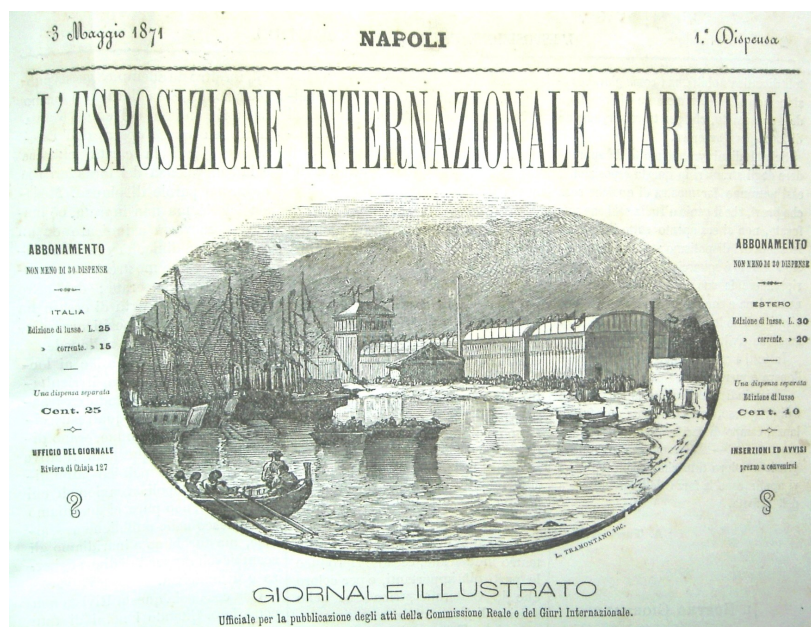 3 Maggio 1871
NAPOLI
1.ª Dispensa
L'ESPOSIZIONE INTERNAZIONALE MARITTIMA
ABBONAMENTO
NON MENO DI 30 DISPENSE
ITALIA
Edizione di lusso. L. 25
» corrente. » 15
Una dispensa separata
Cent. 25
UFFICIO DEL GIORNALE
Riviera di Chiaja 127
ABBONAMENTO
NON MENO DI 30 DISPENSE
ESTERO
Edizione di lusso. L. 30
» corrente. » 20
Una dispensa separata
Edizione di lusso
Cent. 40
INSERZIONI ED AVVISI
prezzo a convenirsi
L. TRAMONTANO inc.
GIORNALE ILLUSTRATO
Ufficiale per la pubblicazione degli atti della Commissione Reale e del Giurì Internazionale.